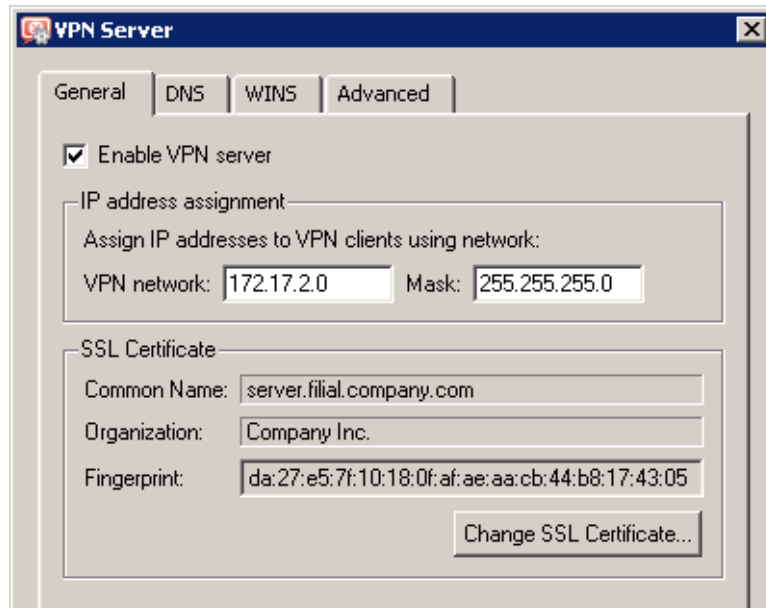 VPN Server
General DNS WINS Advanced
Enable VPN server
IP address assignment
Assign IP addresses to VPN clients using network:
VPN network: 172.17.2.0 Mask: 255.255.255.0
SSL Certificate
Common Name: server.filial.company.com
Organization: Company Inc.
Fingerprint: da:27:e5:7f:10:18:0f:af:ae:aa:cb:44:b8:17:43:05
Change SSL Certificate...